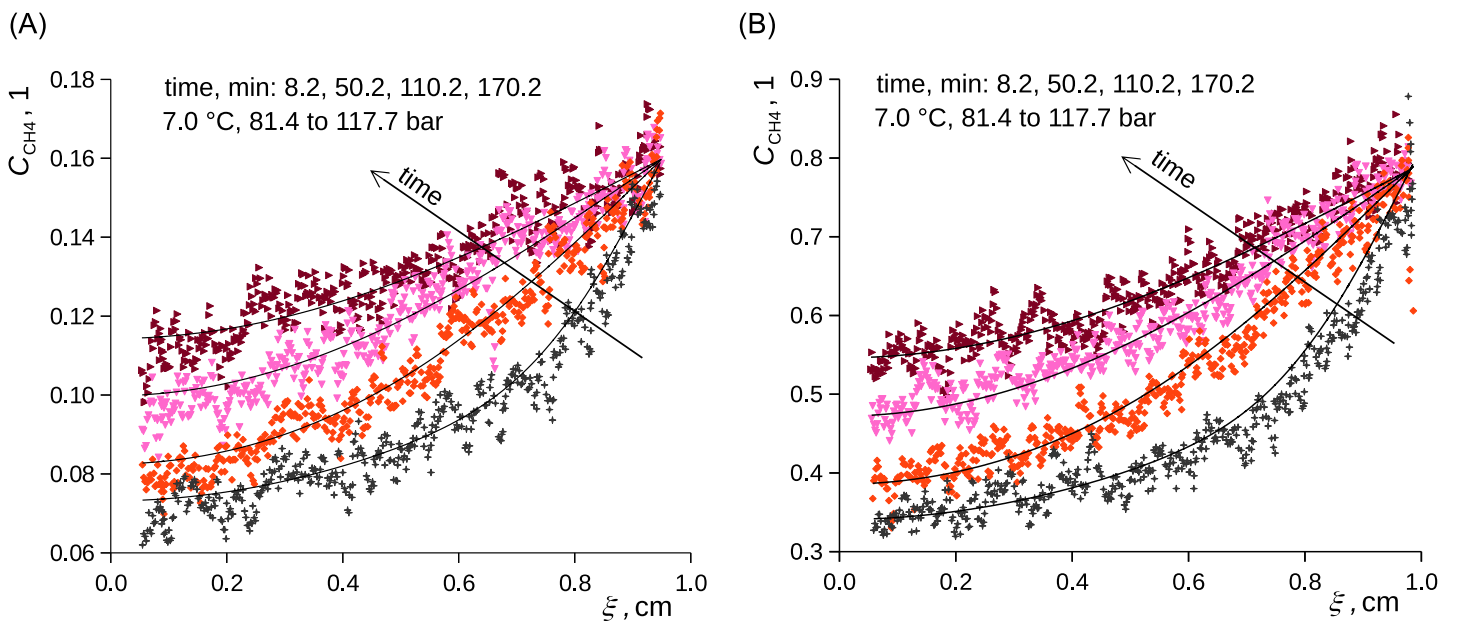 (A)
time, min: 8.2, 50.2, 110.2, 170.2
7.0 °C, 81.4 to 117.7 bar
time
C_CH4, 1
0.18
0.16
0.14
0.12
0.10
0.08
0.06
0.0 0.2 0.4 0.6 0.8 1.0
ξ, cm
(B)
time, min: 8.2, 50.2, 110.2, 170.2
7.0 °C, 81.4 to 117.7 bar
time
C_CH4, 1
0.9
0.8
0.7
0.6
0.5
0.4
0.3
0.0 0.2 0.4 0.6 0.8 1.0
ξ, cm